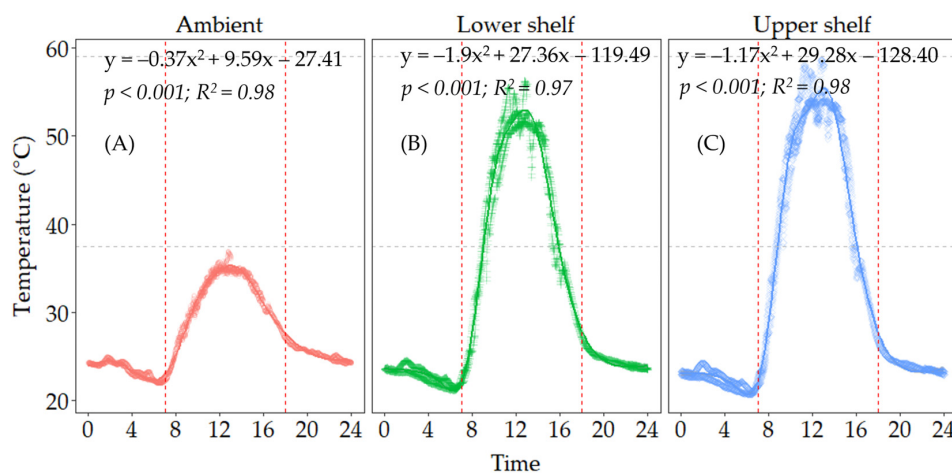 Ambient
Lower shelf
Upper shelf
60
50
40
30
20
Temperature (°C)
y = –0.37x² + 9.59x – 27.41
p < 0.001; R² = 0.98
(A)
y = –1.9x² + 27.36x – 119.49
p < 0.001; R² = 0.97
(B)
y = –1.17x² + 29.28x – 128.40
p < 0.001; R² = 0.98
(C)
0 4 8 12 16 20 24
0 4 8 12 16 20 24
0 4 8 12 16 20 24
Time